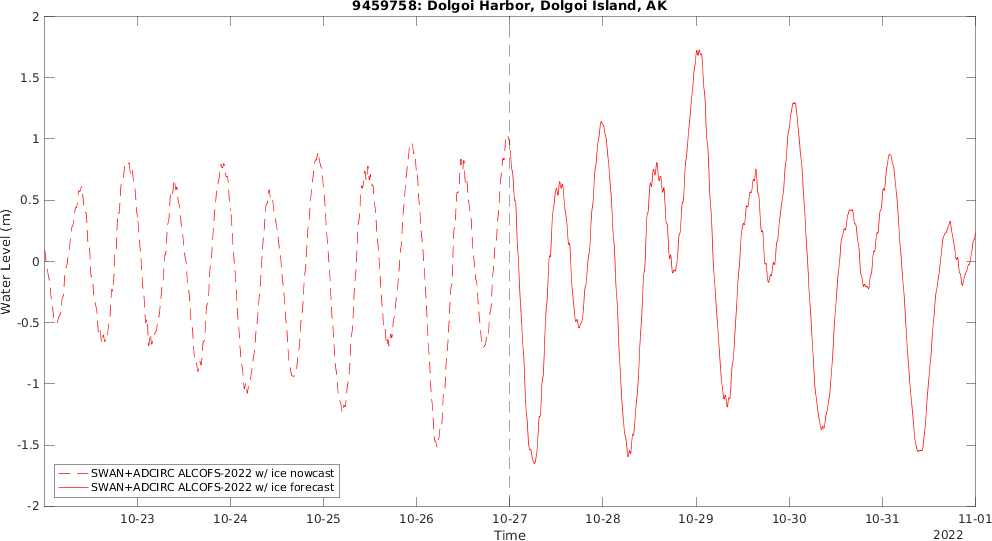 9459758: Dolgoi Harbor, Dolgoi Island, AK
Water Level (m)
2
1.5
1
0.5
0
-0.5
-1
-1.5
-2
SWAN+ADCIRC ALCOFS-2022 w/ ice nowcast
SWAN+ADCIRC ALCOFS-2022 w/ ice forecast
10-23 10-24 10-25 10-26 10-27 10-28 10-29 10-30 10-31 11-01
Time
2022